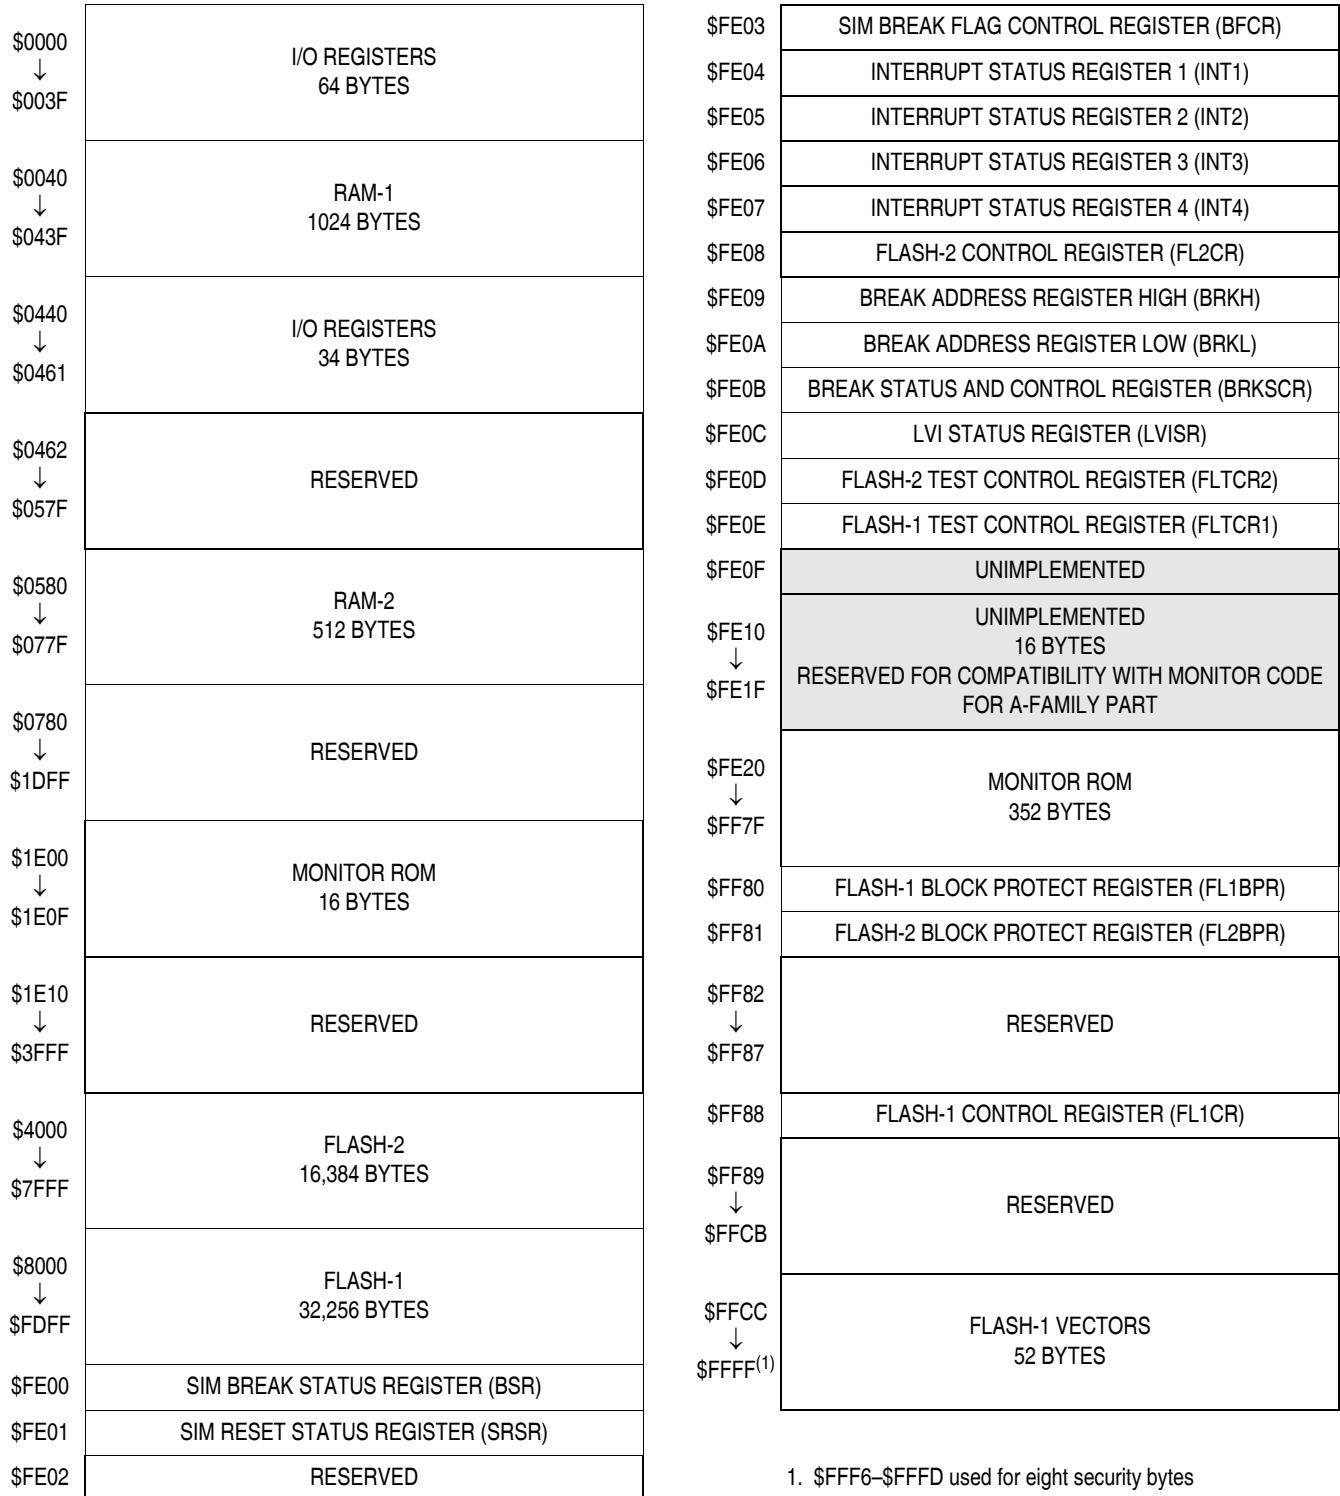 $0000
↓
$003F
I/O REGISTERS
64 BYTES
$0040
↓
$043F
RAM-1
1024 BYTES
$0440
↓
$0461
I/O REGISTERS
34 BYTES
$0462
↓
$057F
RESERVED
$0580
↓
$077F
RAM-2
512 BYTES
$0780
↓
$1DFF
RESERVED
$1E00
↓
$1E0F
MONITOR ROM
16 BYTES
$1E10
↓
$3FFF
RESERVED
$4000
↓
$7FFF
FLASH-2
16,384 BYTES
$8000
↓
$FDFF
FLASH-1
32,256 BYTES
$FE00 SIM BREAK STATUS REGISTER (BSR)
$FE01 SIM RESET STATUS REGISTER (SRSR)
$FE02 RESERVED
$FE03 SIM BREAK FLAG CONTROL REGISTER (BFCR)
$FE04 INTERRUPT STATUS REGISTER 1 (INT1)
$FE05 INTERRUPT STATUS REGISTER 2 (INT2)
$FE06 INTERRUPT STATUS REGISTER 3 (INT3)
$FE07 INTERRUPT STATUS REGISTER 4 (INT4)
$FE08 FLASH-2 CONTROL REGISTER (FL2CR)
$FE09 BREAK ADDRESS REGISTER HIGH (BRKH)
$FE0A BREAK ADDRESS REGISTER LOW (BRKL)
$FE0B BREAK STATUS AND CONTROL REGISTER (BRKSCR)
$FE0C LVI STATUS REGISTER (LVISR)
$FE0D FLASH-2 TEST CONTROL REGISTER (FLTCR2)
$FE0E FLASH-1 TEST CONTROL REGISTER (FLTCR1)
$FE0F UNIMPLEMENTED
$FE10
↓
$FE1F
UNIMPLEMENTED
16 BYTES
RESERVED FOR COMPATIBILITY WITH MONITOR CODE
FOR A-FAMILY PART
$FE20
↓
$FF7F
MONITOR ROM
352 BYTES
$FF80 FLASH-1 BLOCK PROTECT REGISTER (FL1BPR)
$FF81 FLASH-2 BLOCK PROTECT REGISTER (FL2BPR)
$FF82
↓
$FF87
RESERVED
$FF88 FLASH-1 CONTROL REGISTER (FL1CR)
$FF89
↓
$FFCB
RESERVED
$FFCC
↓
$FFFF(1)
FLASH-1 VECTORS
52 BYTES
1. $FFF6–$FFFD used for eight security bytes